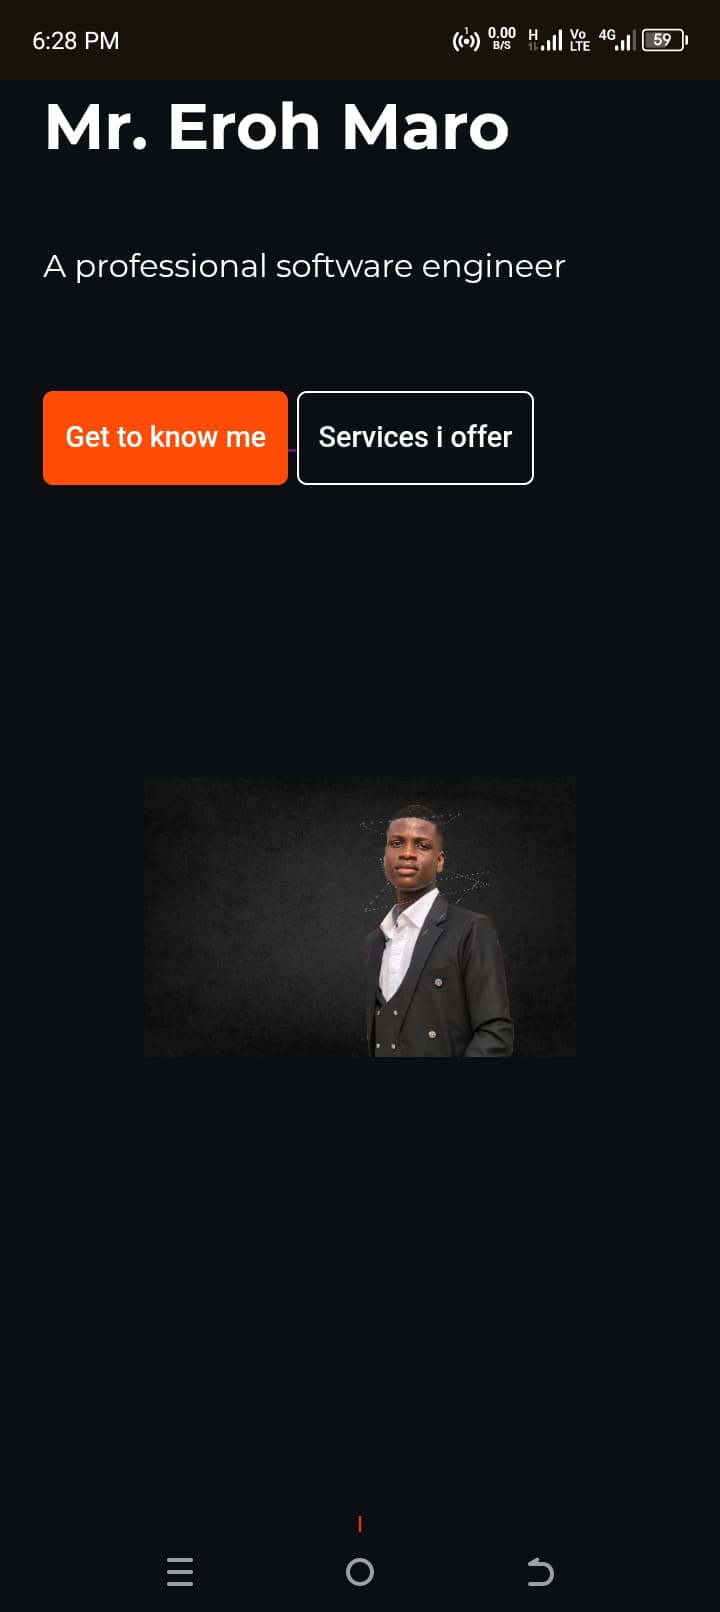 6:28 PM
1 0.00 B/S H Vo LTE 4G 59
Mr. Eroh Maro
A professional software engineer
Get to know me
Services i offer